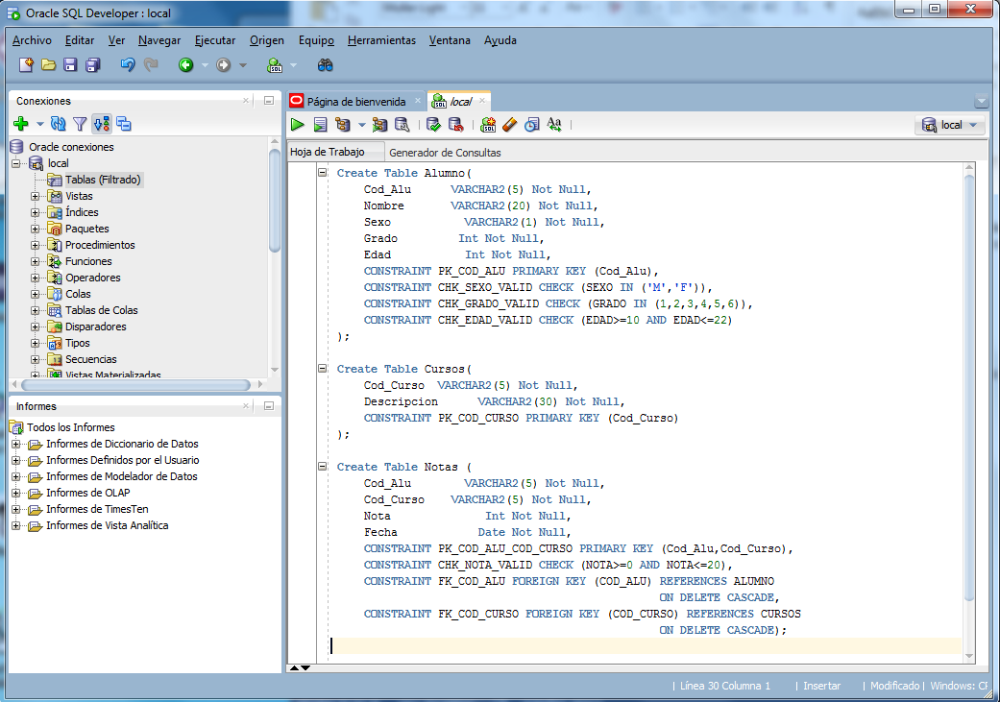 Oracle SQL Developer : local
Archivo Editar Ver Navegar Ejecutar Origen Equipo Herramientas Ventana Ayuda
Conexiones
Oracle conexiones
local
Tablas (Filtrado)
Vistas
Índices
Paquetes
Procedimientos
Funciones
Operadores
Colas
Tablas de Colas
Disparadores
Tipos
Secuencias
Vistas Materializadas
Informes
Todos los Informes
Informes de Diccionario de Datos
Informes Definidos por el Usuario
Informes de Modelador de Datos
Informes de OLAP
Informes de TimesTen
Informes de Vista Analítica
Página de bienvenida
local
local
Hoja de Trabajo
Generador de Consultas
Create Table Alumno(
Cod_Alu VARCHAR2(5) Not Null,
Nombre VARCHAR2(20) Not Null,
Sexo VARCHAR2(1) Not Null,
Grado Int Not Null,
Edad Int Not Null,
CONSTRAINT PK_COD_ALU PRIMARY KEY (Cod_Alu),
CONSTRAINT CHK_SEXO_VALID CHECK (SEXO IN ('M','F')),
CONSTRAINT CHK_GRADO_VALID CHECK (GRADO IN (1,2,3,4,5,6)),
CONSTRAINT CHK_EDAD_VALID CHECK (EDAD>=10 AND EDAD<=22)
);
Create Table Cursos(
Cod_Curso VARCHAR2(5) Not Null,
Descripcion VARCHAR2(30) Not Null,
CONSTRAINT PK_COD_CURSO PRIMARY KEY (Cod_Curso)
);
Create Table Notas (
Cod_Alu VARCHAR2(5) Not Null,
Cod_Curso VARCHAR2(5) Not Null,
Nota Int Not Null,
Fecha Date Not Null,
CONSTRAINT PK_COD_ALU_COD_CURSO PRIMARY KEY (Cod_Alu,Cod_Curso),
CONSTRAINT CHK_NOTA_VALID CHECK (NOTA>=0 AND NOTA<=20),
CONSTRAINT FK_COD_ALU FOREIGN KEY (COD_ALU) REFERENCES ALUMNO
ON DELETE CASCADE,
CONSTRAINT FK_COD_CURSO FOREIGN KEY (COD_CURSO) REFERENCES CURSOS
ON DELETE CASCADE);
| Línea 30 Columna 1 | Insertar | Modificado | Windows: